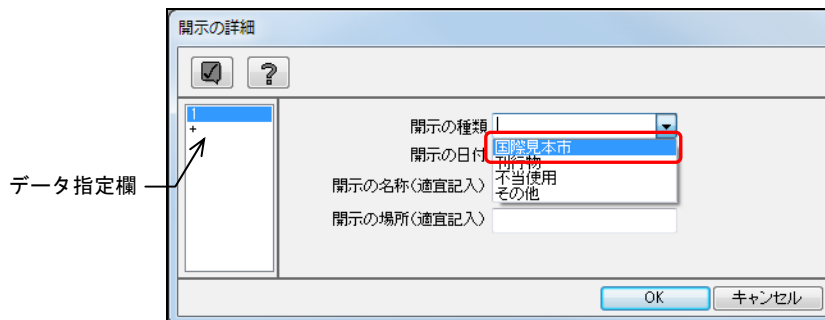 開示の詳細
1
+
データ指定欄
開示の種類
国際見本市
刊行物
不当使用
その他
開示の日付
開示の名称(適宜記入)
開示の場所(適宜記入)
OK
キャンセル